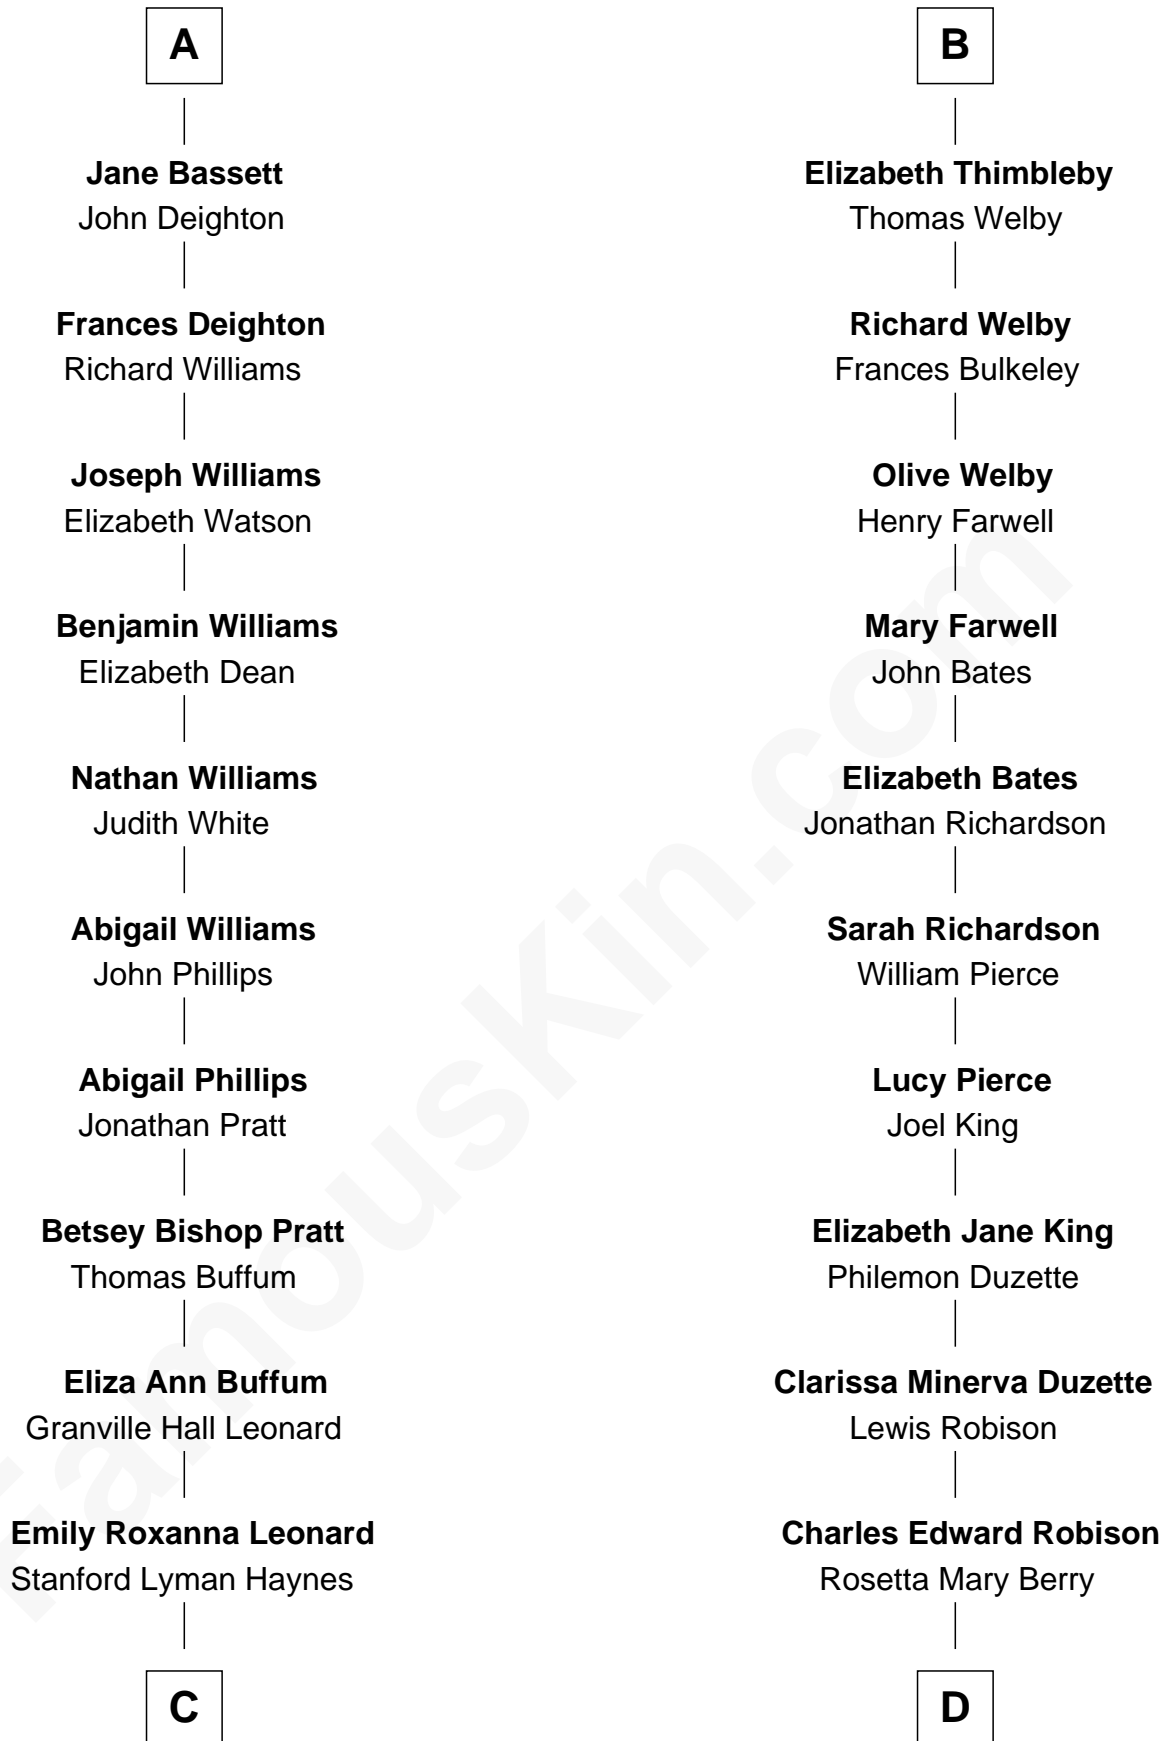 A
Jane Bassett
John Deighton
Frances Deighton
Richard Williams
Joseph Williams
Elizabeth Watson
Benjamin Williams
Elizabeth Dean
Nathan Williams
Judith White
Abigail Williams
John Phillips
Abigail Phillips
Jonathan Pratt
Betsey Bishop Pratt
Thomas Buffum
Eliza Ann Buffum
Granville Hall Leonard
Emily Roxanna Leonard
Stanford Lyman Haynes
C
B
Elizabeth Thimbleby
Thomas Welby
Richard Welby
Frances Bulkeley
Olive Welby
Henry Farwell
Mary Farwell
John Bates
Elizabeth Bates
Jonathan Richardson
Sarah Richardson
William Pierce
Lucy Pierce
Joel King
Elizabeth Jane King
Philemon Duzette
Clarissa Minerva Duzette
Lewis Robison
Charles Edward Robison
Rosetta Mary Berry
D
FamousKin.com